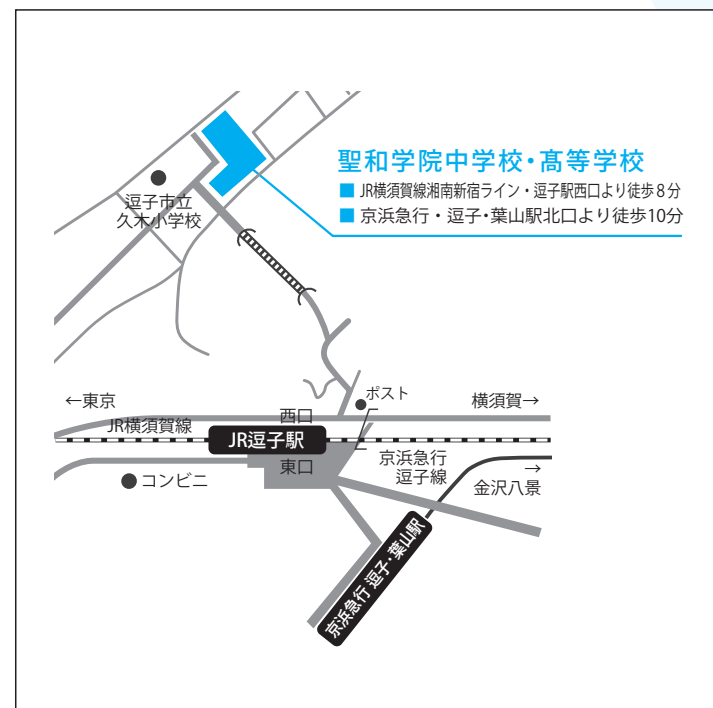 聖和学院中学校・髙等学校
■ JR横須賀線湘南新宿ライン・逗子駅西口より徒歩8分
■ 京浜急行・逗子・葉山駅北口より徒歩10分
逗子市立
久木小学校
ポスト
←東京
横須賀→
西口
JR横須賀線
JR逗子駅
東口
京浜急行
逗子線
→
金沢八景
コンビニ
京浜急行 逗子・葉山駅